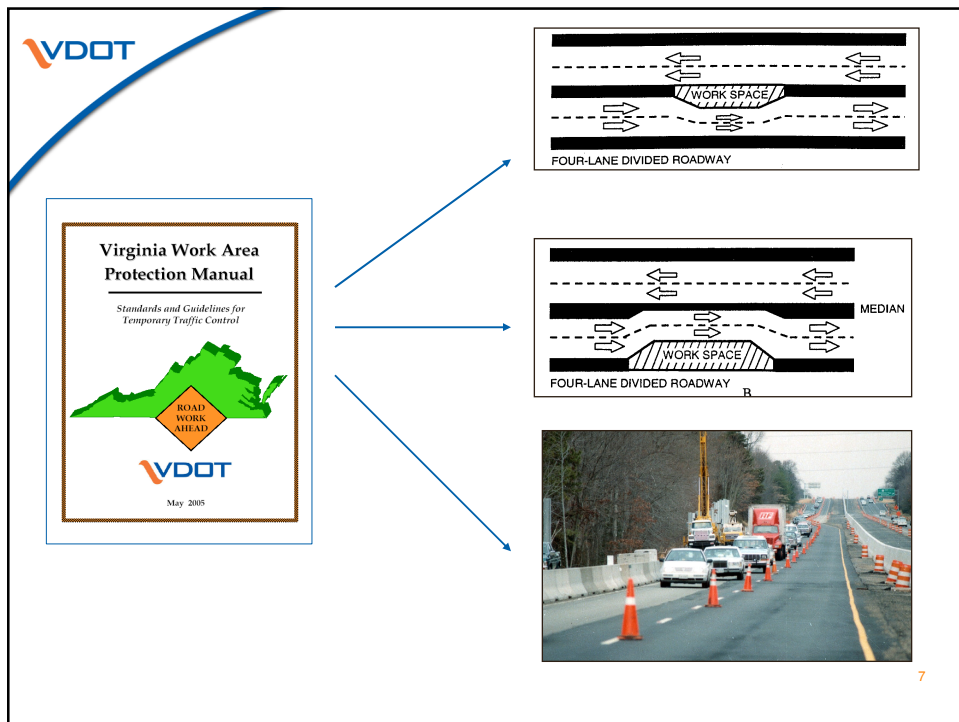 VDOT
Virginia Work Area
Protection Manual
Standards and Guidelines for
Temporary Traffic Control
ROAD
WORK
AHEAD
VDOT
May 2005
WORK SPACE
FOUR-LANE DIVIDED ROADWAY
MEDIAN
WORK SPACE
FOUR-LANE DIVIDED ROADWAY
B
7